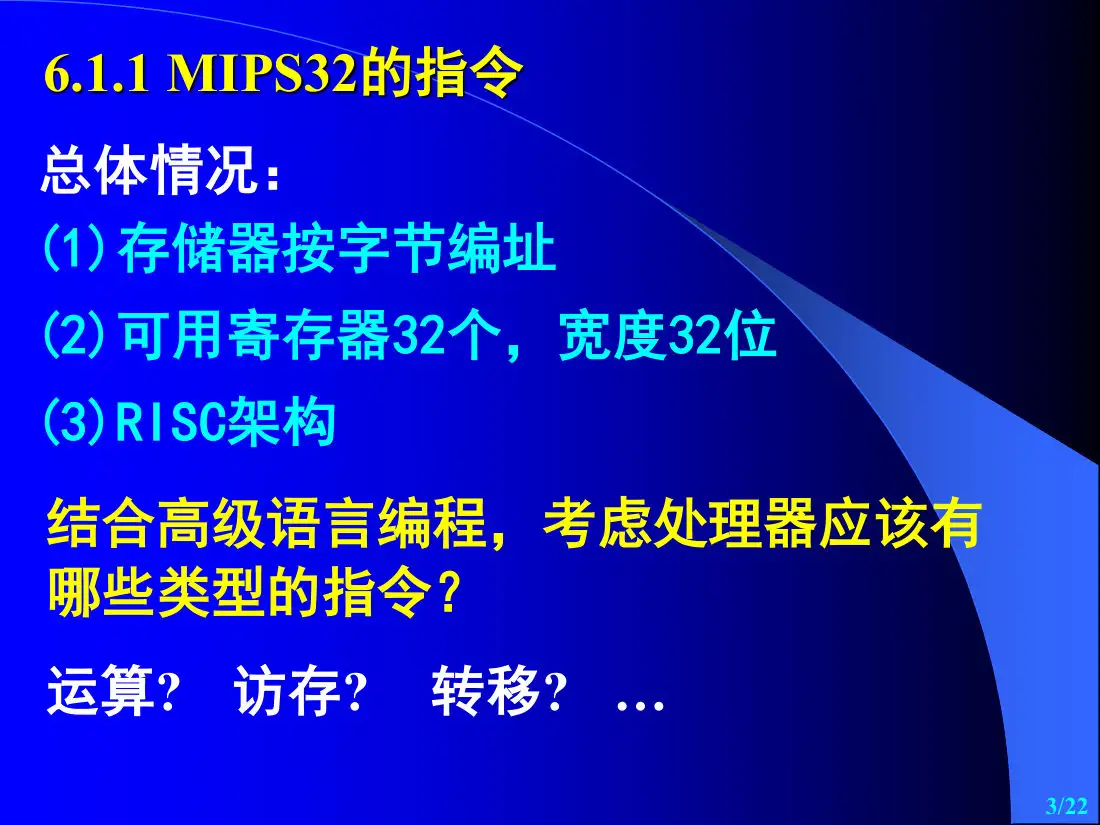 6.1.1 MIPS32的指令
总体情况：
(1)存储器按字节编址
(2)可用寄存器32个，宽度32位
(3)RISC架构
结合高级语言编程，考虑处理器应该有
哪些类型的指令？
运算? 访存? 转移? …
3/22